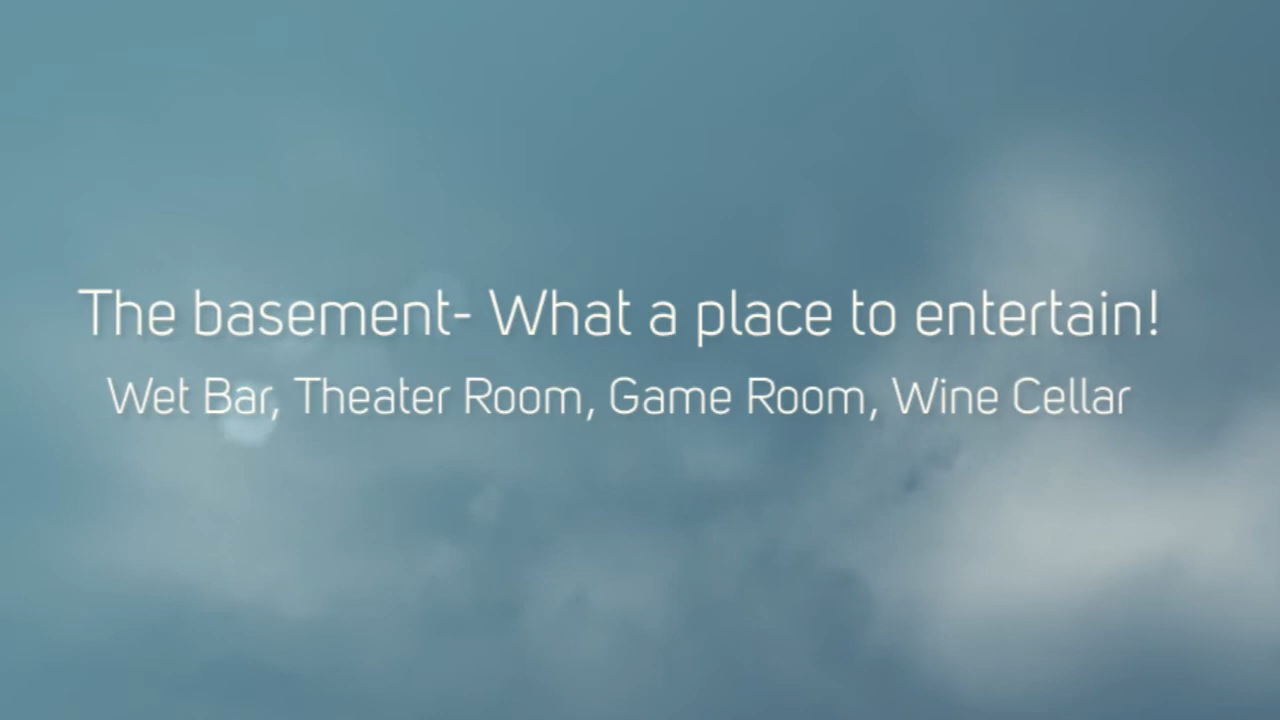 The basement- What a place to entertain!
Wet Bar, Theater Room, Game Room, Wine Cellar